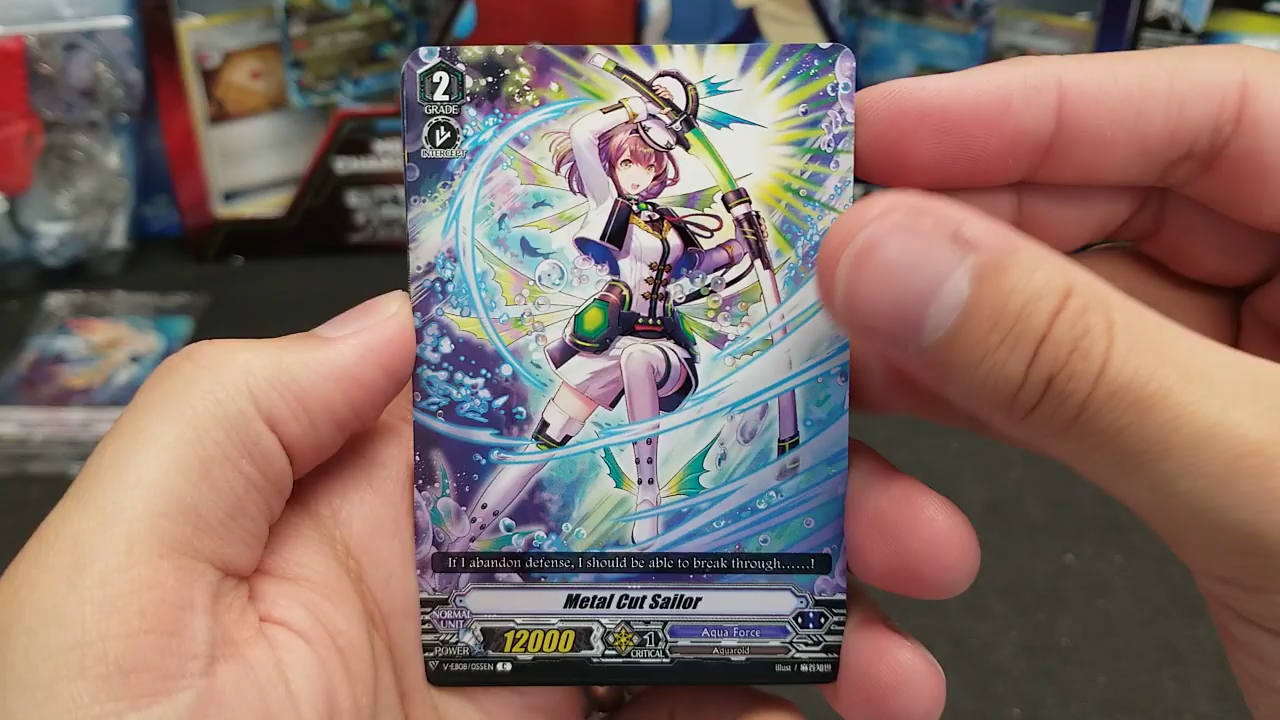 2
GRADE
INTERCEPT
If I abandon defense, I should be able to break through......!
Metal Cut Sailor
NORMAL
UNIT
POWER
12000
1
CRITICAL
Aqua Force
Aquaroid
V-EB08/055EN C
Illust /